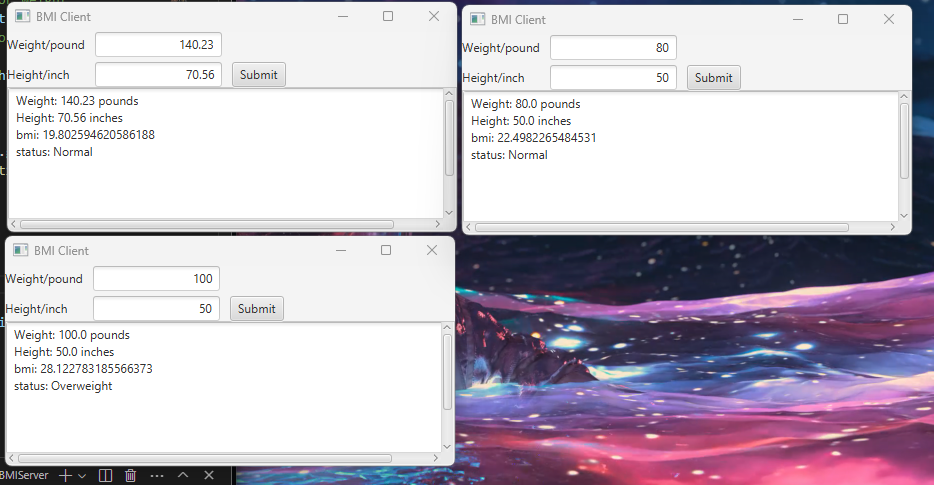 BMI Client
Weight/pound 140.23
Height/inch 70.56 Submit
Weight: 140.23 pounds
Height: 70.56 inches
bmi: 19.802594620586188
status: Normal
BMI Client
Weight/pound 80
Height/inch 50 Submit
Weight: 80.0 pounds
Height: 50.0 inches
bmi: 22.4982265484531
status: Normal
BMI Client
Weight/pound 100
Height/inch 50 Submit
Weight: 100.0 pounds
Height: 50.0 inches
bmi: 28.122783185566373
status: Overweight
BMIServer